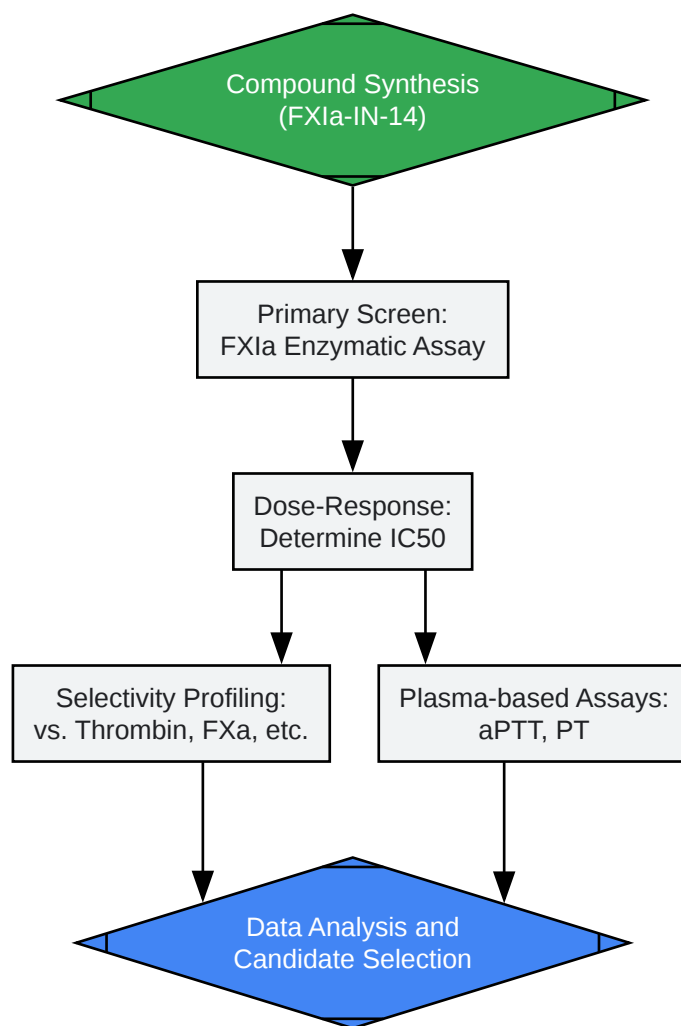 Compound Synthesis
(FXIa-IN-14)
Primary Screen:
FXIa Enzymatic Assay
Dose-Response:
Determine IC50
Selectivity Profiling:
vs. Thrombin, FXa, etc.
Plasma-based Assays:
aPTT, PT
Data Analysis and
Candidate Selection